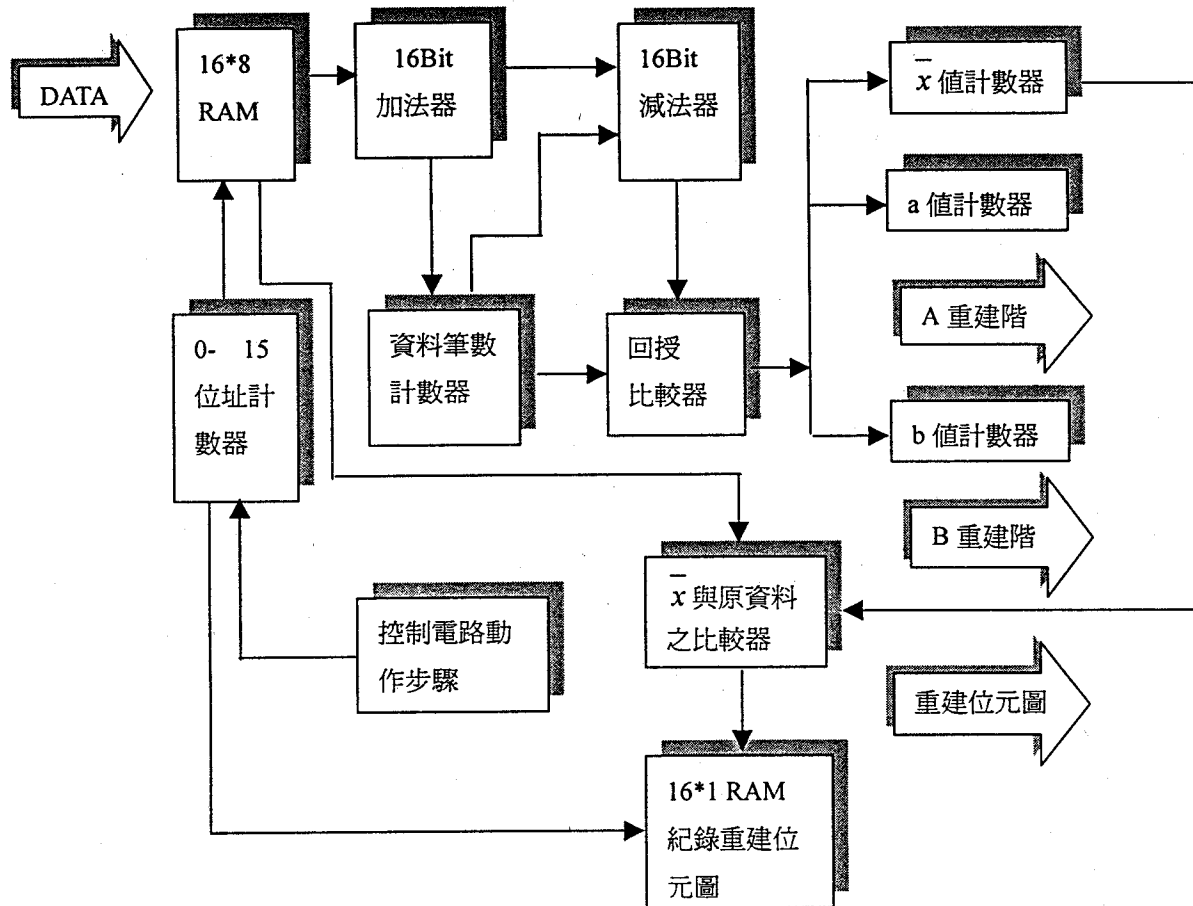 DATA
16*8
RAM
16Bit
加法器
16Bit
減法器
x̄ 值計數器
a 值計數器
A 重建階
b 值計數器
B 重建階
0- 15
位址計
數器
資料筆數
計數器
回授
比較器
x̄ 與原資料
之比較器
控制電路動
作步驟
重建位元圖
16*1 RAM
紀錄重建位
元圖